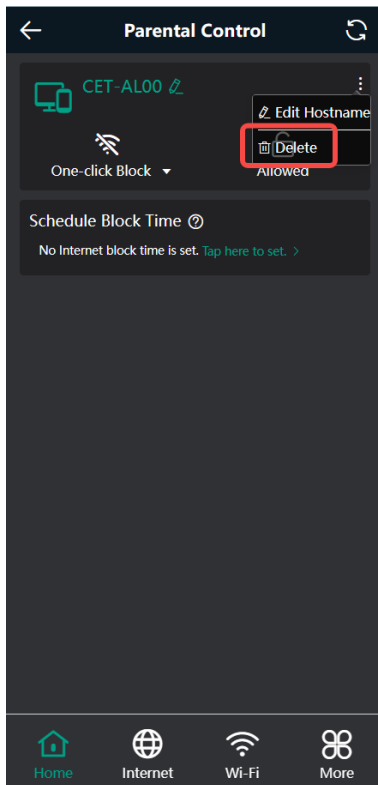 Parental Control
CET-AL00
Edit Hostname
Delete
One-click Block
Allowed
Schedule Block Time
No Internet block time is set. Tap here to set. >
Home
Internet
Wi-Fi
More